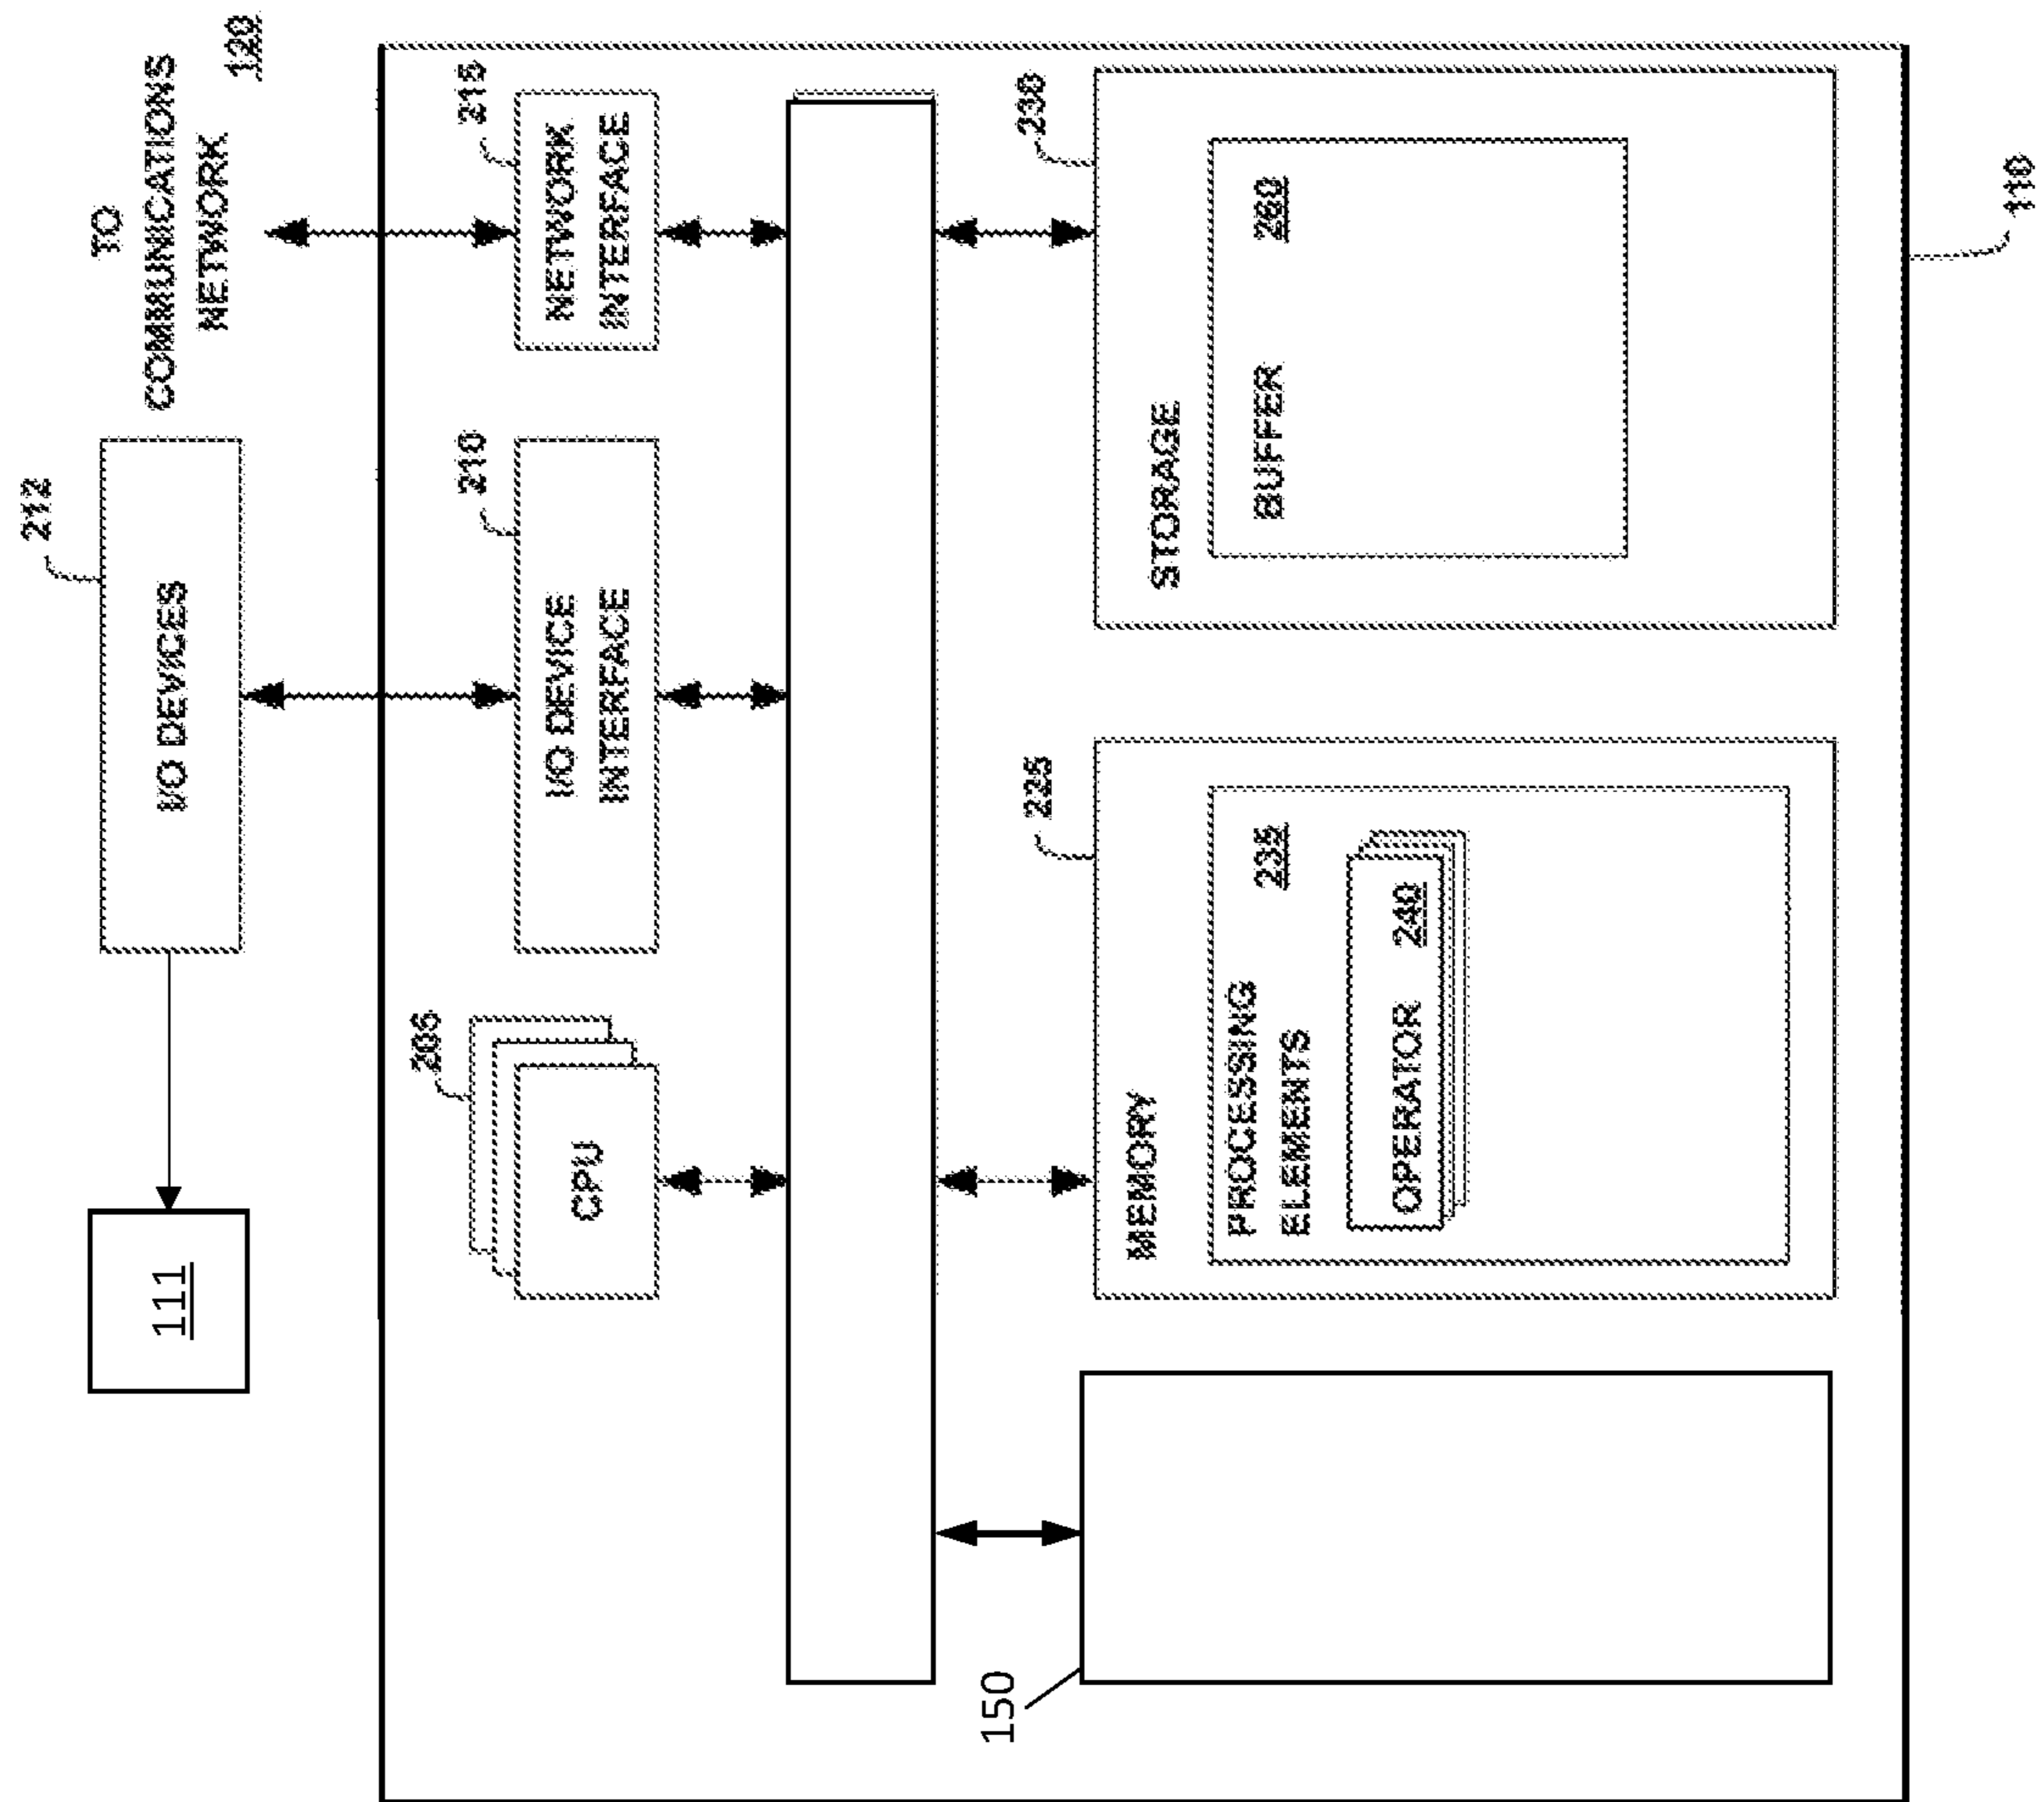 111
212
I/O DEVICES
TO
COMMUNICATIONS
NETWORK
120
205
CPU
210
I/O DEVICE
INTERFACE
215
NETWORK
INTERFACE
150
225
MEMORY
PROCESSING
ELEMENTS
235
OPERATOR 240
230
STORAGE
BUFFER 260
110